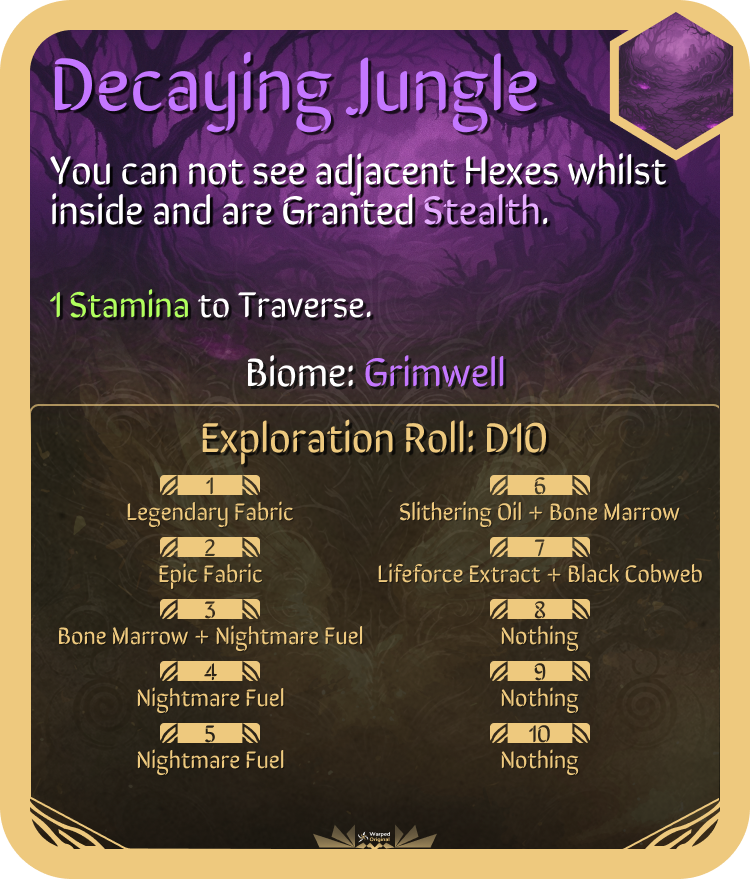 Decaying Jungle
You can not see adjacent Hexes whilst
inside and are Granted Stealth.
1 Stamina to Traverse.
Biome: Grimwell
Exploration Roll: D10
1
Legendary Fabric
2
Epic Fabric
3
Bone Marrow + Nightmare Fuel
4
Nightmare Fuel
5
Nightmare Fuel
6
Slithering Oil + Bone Marrow
7
Lifeforce Extract + Black Cobweb
8
Nothing
9
Nothing
10
Nothing
Warped
Original